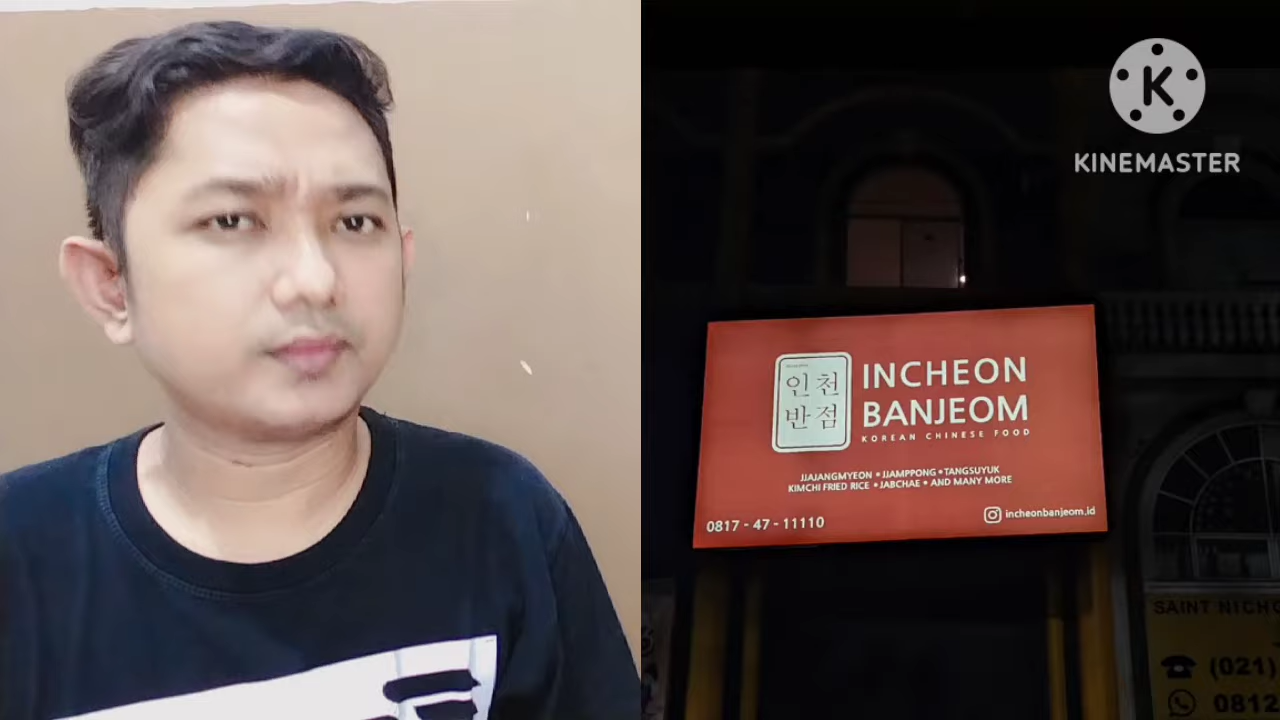 K
KINEMASTER
인천
반점
INCHEON
BANJEOM
KOREAN CHINESE FOOD
JJAJANGMYEON • JJAMPPONG • TANGSUYUK
KIMCHI FRIED RICE • JABCHAE • AND MANY MORE
0817 - 47 - 11110
incheonbanjeom.id
SAINT NICHO
(021)
0812